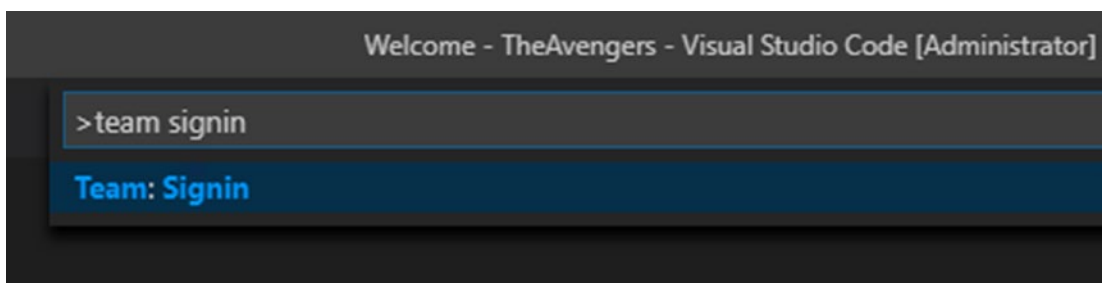 Welcome - TheAvengers - Visual Studio Code [Administrator]
>team signin
Team: Signin